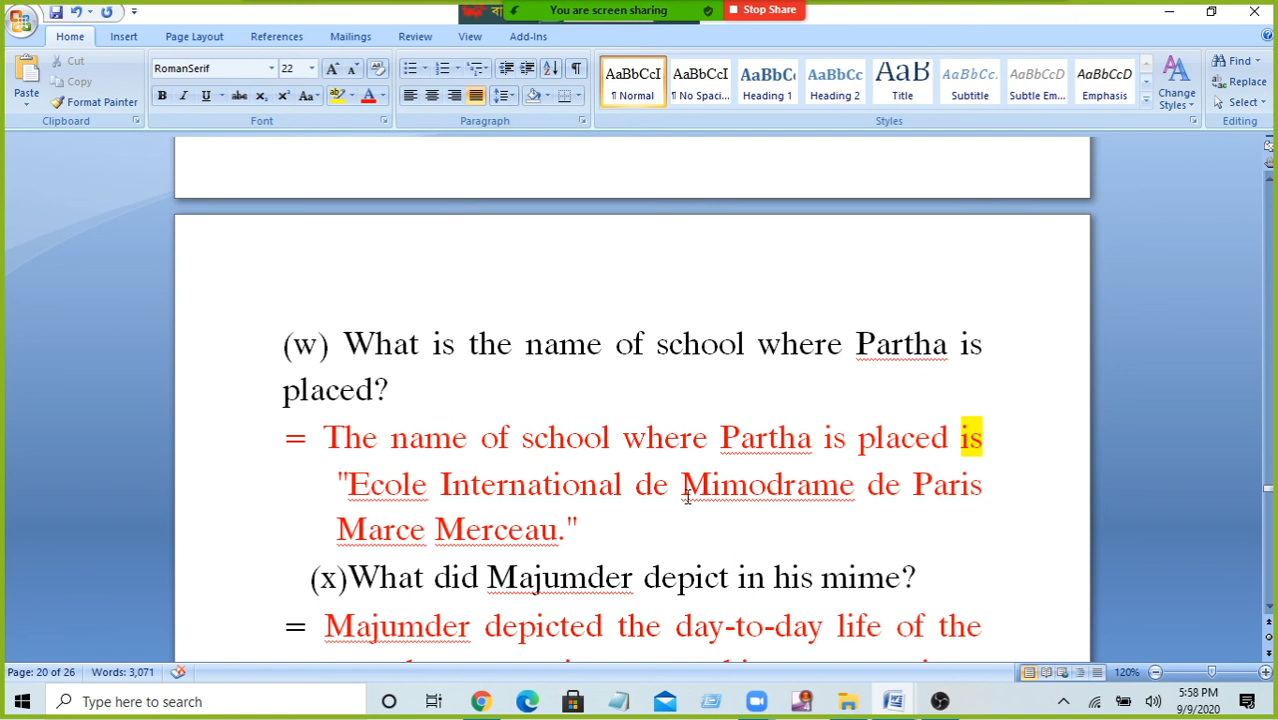 You are screen sharing
Stop Share
Home Insert Page Layout References Mailings Review View Add-Ins
Paste
Cut
Copy
Format Painter
Clipboard
RomanSerif 22
Font
Paragraph
AaBbCcI AaBbCcI AaBbC AaBbCc AaB AaBbCcL AaBbCcD AaBbCcD
¶ Normal ¶ No Spaci... Heading 1 Heading 2 Title Subtitle Subtle Em... Emphasis
Styles
Change Styles
Find
Replace
Select
Editing
(w) What is the name of school where Partha is
placed?
= The name of school where Partha is placed is
"Ecole International de Mimodrame de Paris
Marce Merceau."
(x)What did Majumder depict in his mime?
= Majumder depicted the day-to-day life of the
Page: 20 of 26 Words: 3,071 120%
Type here to search
5:58 PM
9/9/2020